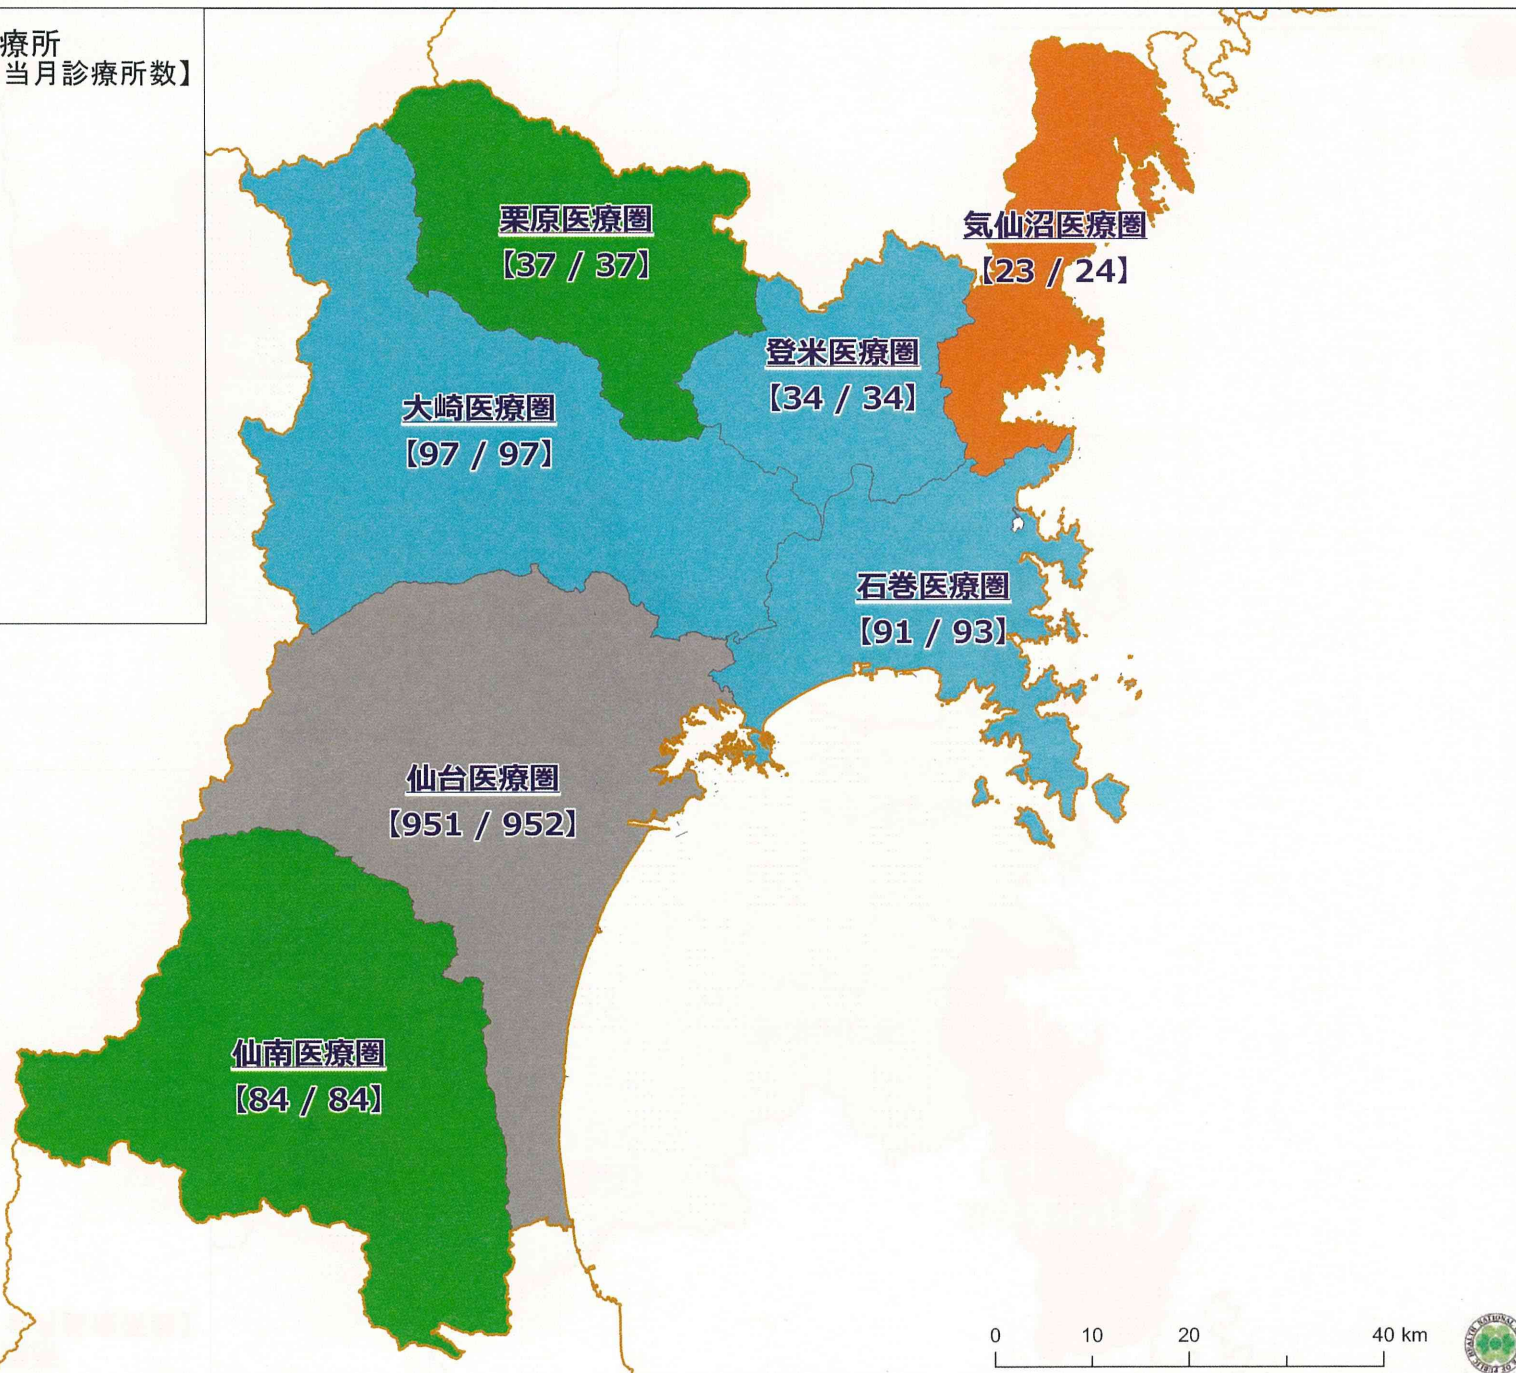 療所
当月診療所数】
栗原医療圏
【37 / 37】
気仙沼医療圏
【23 / 24】
登米医療圏
【34 / 34】
大崎医療圏
【97 / 97】
石巻医療圏
【91 / 93】
仙台医療圏
【951 / 952】
仙南医療圏
【84 / 84】
0 10 20 40 km